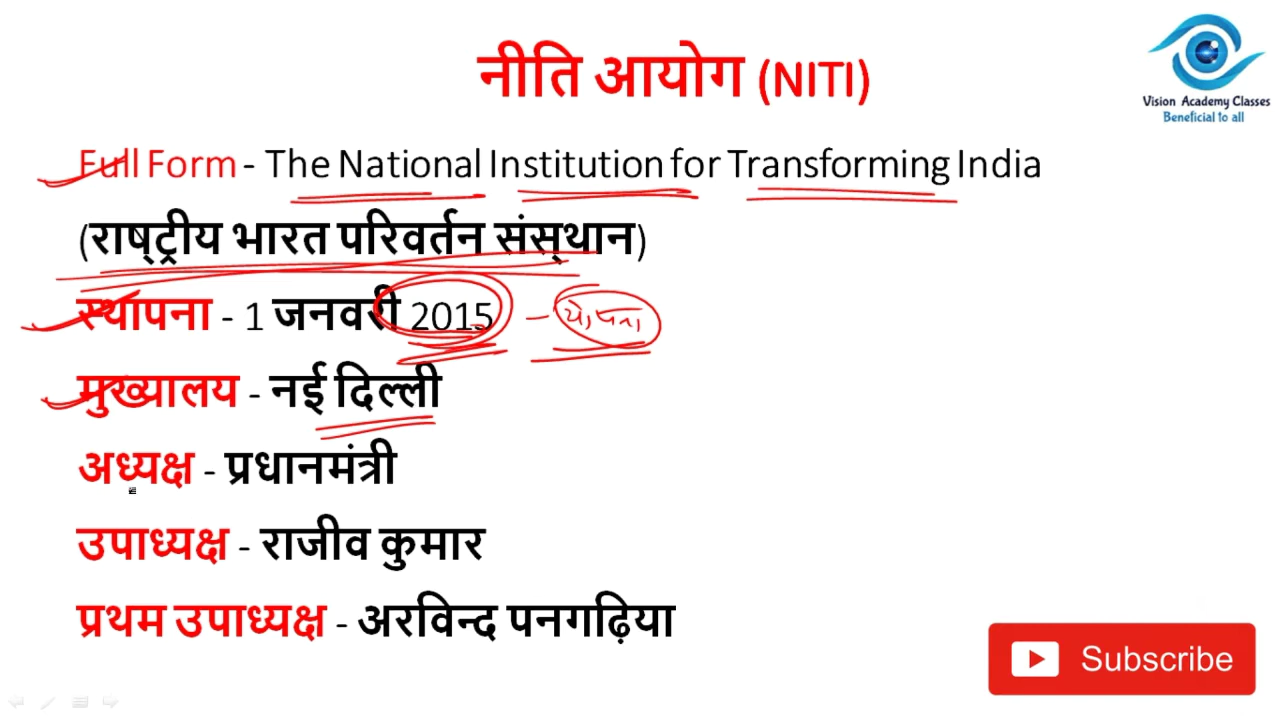 नीति आयोग (NITI)
Vision Academy Classes
Beneficial to all
Full Form - The National Institution for Transforming India
(राष्ट्रीय भारत परिवर्तन संस्थान)
स्थापना - 1 जनवरी 2015 -
मुख्यालय - नई दिल्ली
अध्यक्ष - प्रधानमंत्री
उपाध्यक्ष - राजीव कुमार
प्रथम उपाध्यक्ष - अरविन्द पनगढ़िया
Subscribe